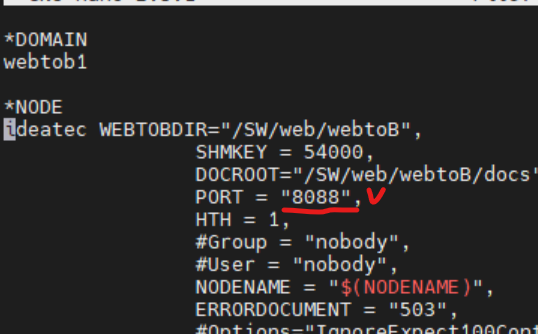 *DOMAIN
webtob1
*NODE
ideatec WEBTOBDIR="/SW/web/webtoB",
SHMKEY = 54000,
DOCROOT="/SW/web/webtoB/docs"
PORT = "8088",
HTH = 1,
#Group = "nobody",
#User = "nobody",
NODENAME = "$(NODENAME)",
ERRORDOCUMENT = "503",